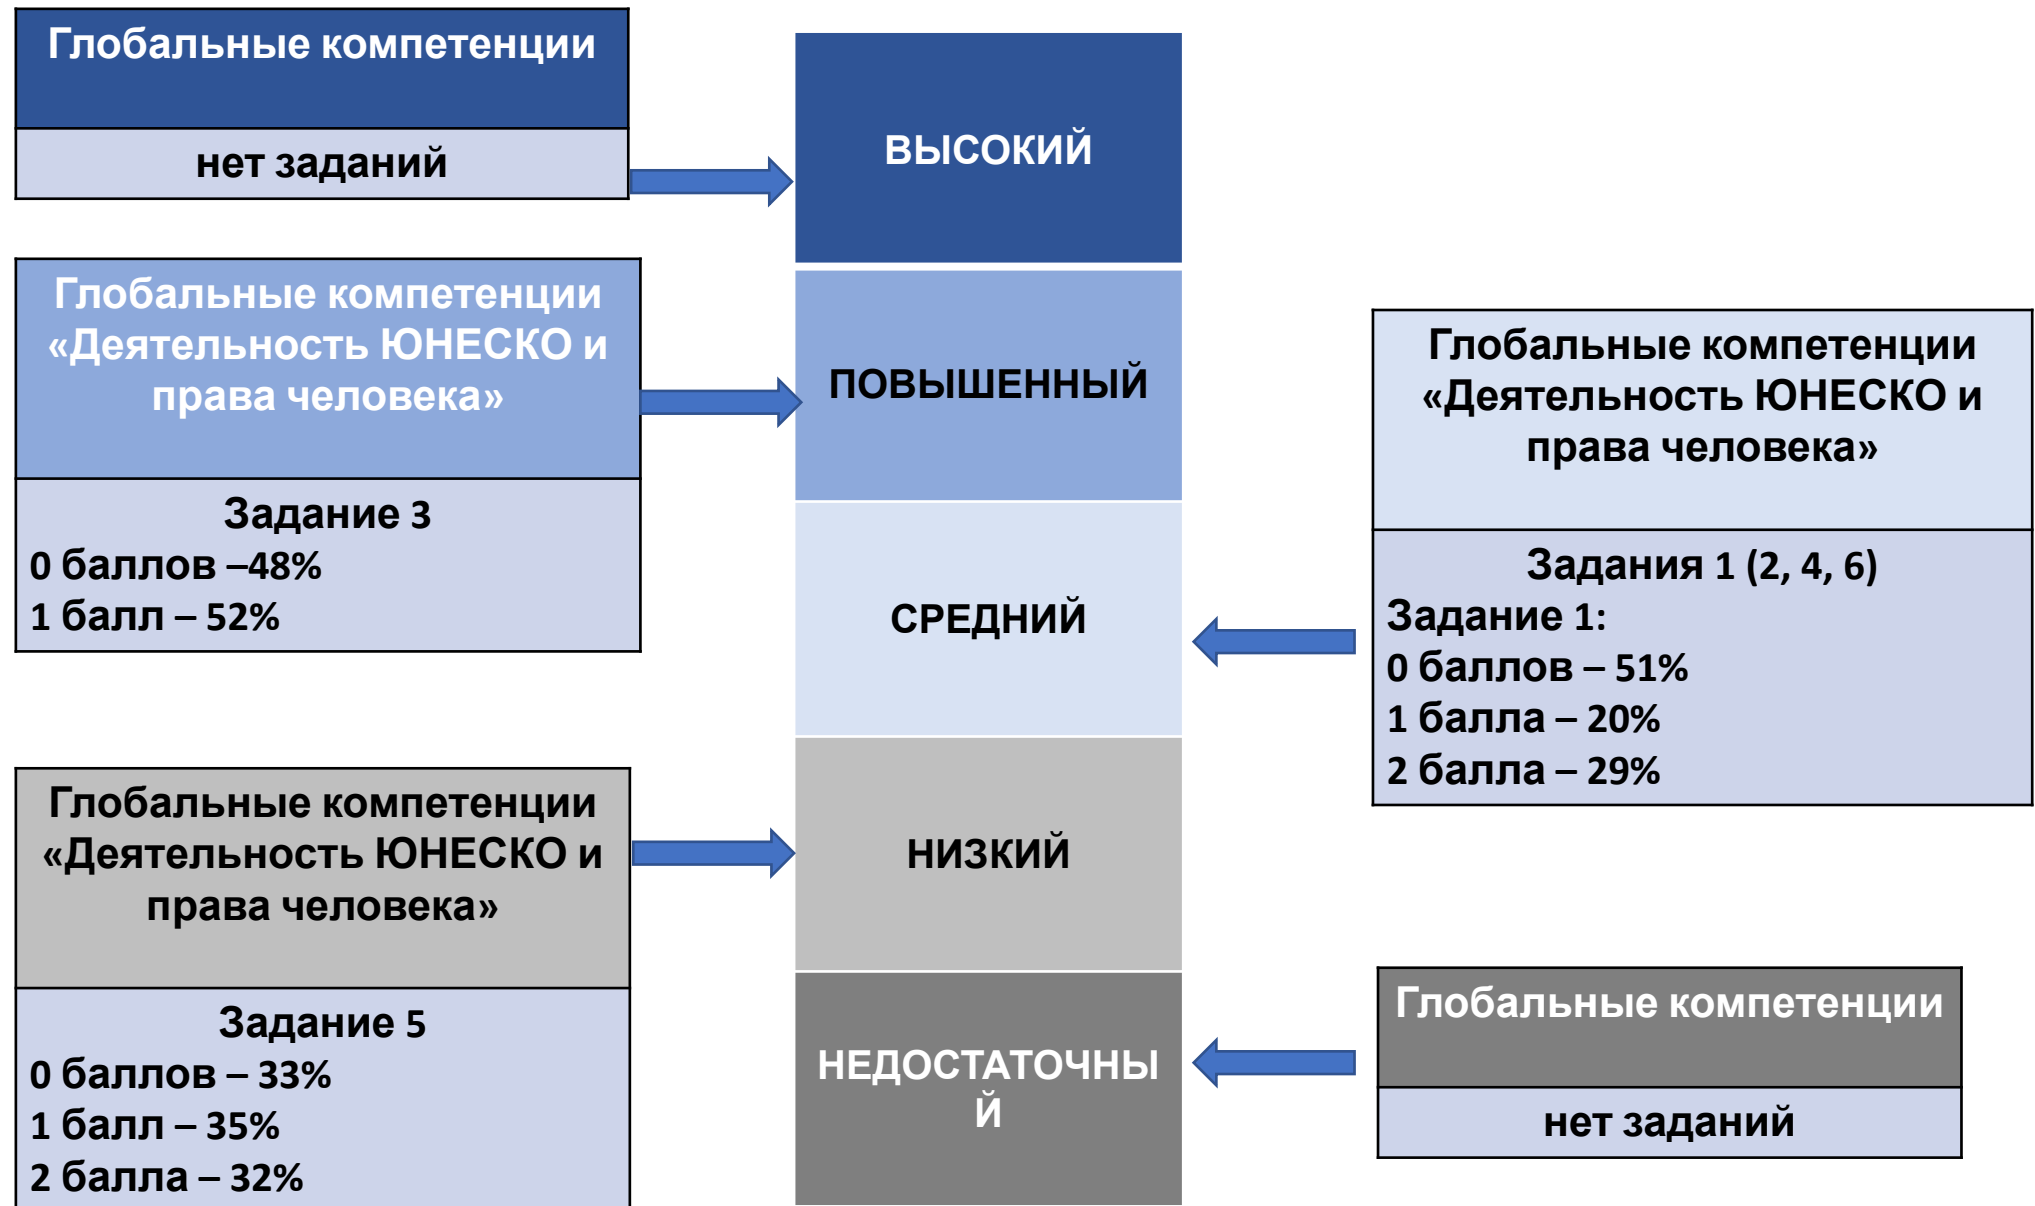 Глобальные компетенции
нет заданий
ВЫСОКИЙ
Глобальные компетенции
«Деятельность ЮНЕСКО и
права человека»
Задание 3
0 баллов –48%
1 балл – 52%
ПОВЫШЕННЫЙ
СРЕДНИЙ
Глобальные компетенции
«Деятельность ЮНЕСКО и
права человека»
Задания 1 (2, 4, 6)
Задание 1:
0 баллов – 51%
1 балла – 20%
2 балла – 29%
Глобальные компетенции
«Деятельность ЮНЕСКО и
права человека»
Задание 5
0 баллов – 33%
1 балл – 35%
2 балла – 32%
НИЗКИЙ
НЕДОСТАТОЧНЫ
Й
Глобальные компетенции
нет заданий